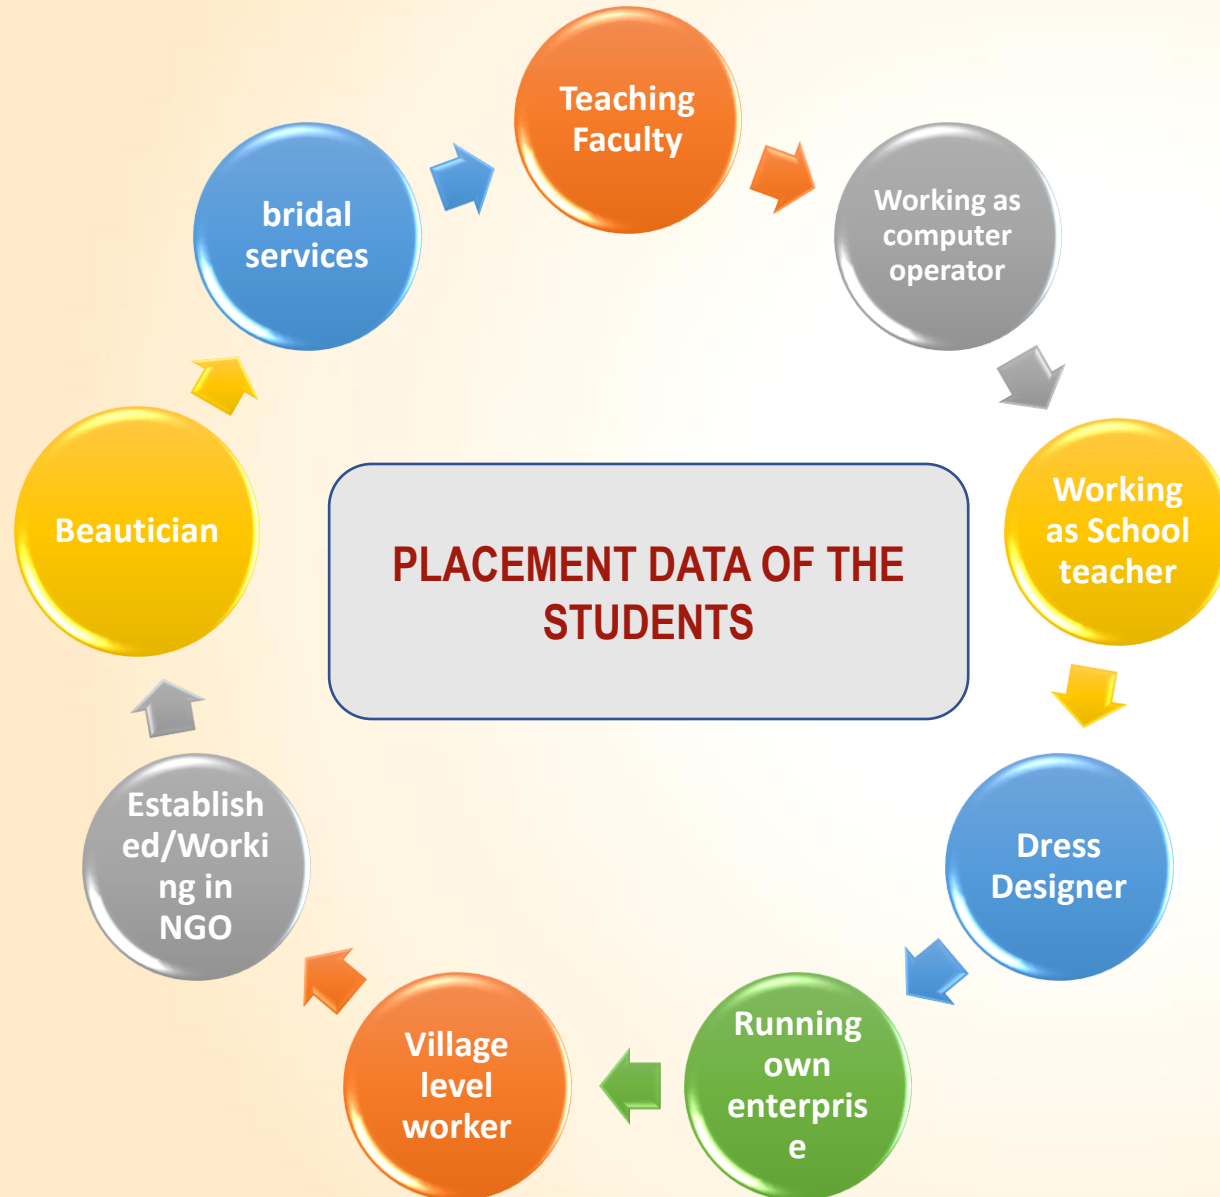 Teaching
Faculty
Working as
computer
operator
Working
as School
teacher
Dress
Designer
Running
own
enterpris
e
Village
level
worker
Establish
ed/Worki
ng in
NGO
Beautician
bridal
services
PLACEMENT DATA OF THE
STUDENTS